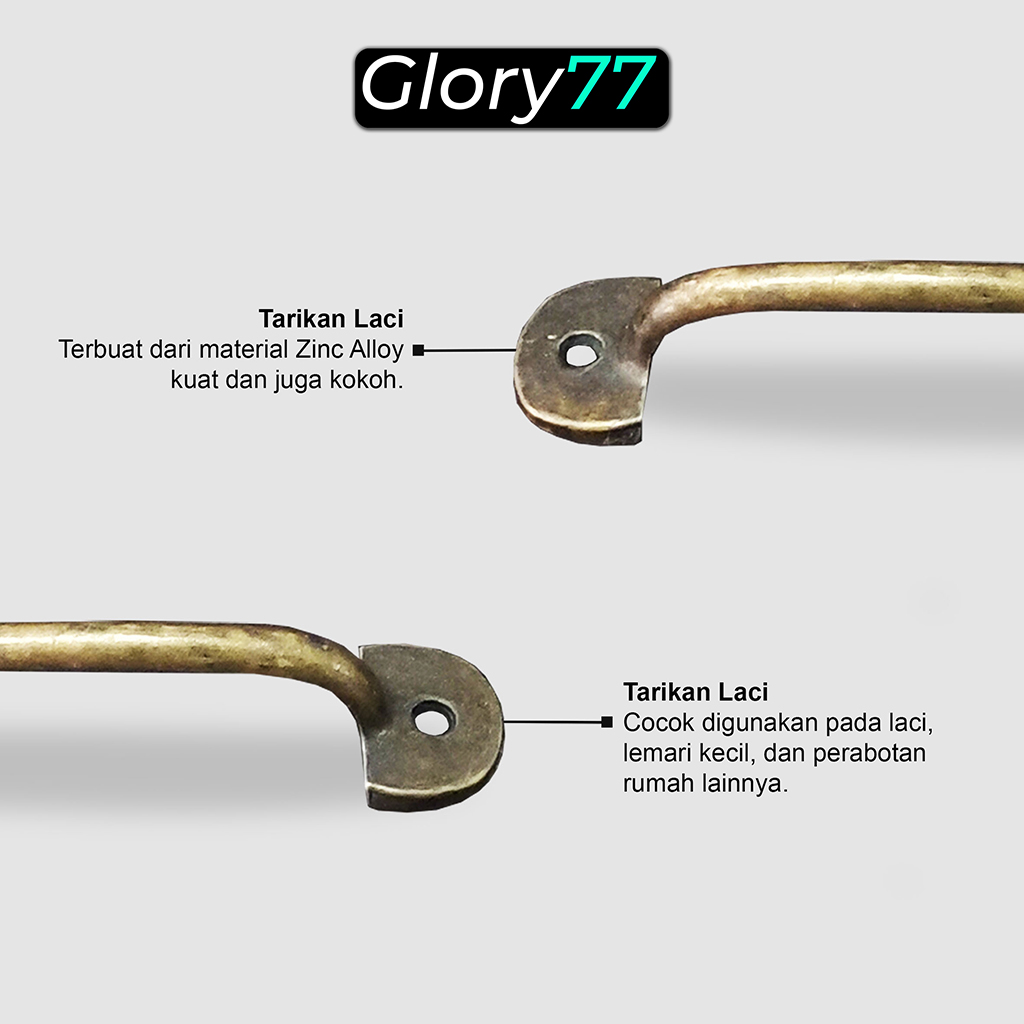 Glory77
Tarikan Laci
Terbuat dari material Zinc Alloy
kuat dan juga kokoh.
Tarikan Laci
Cocok digunakan pada laci,
lemari kecil, dan perabotan
rumah lainnya.